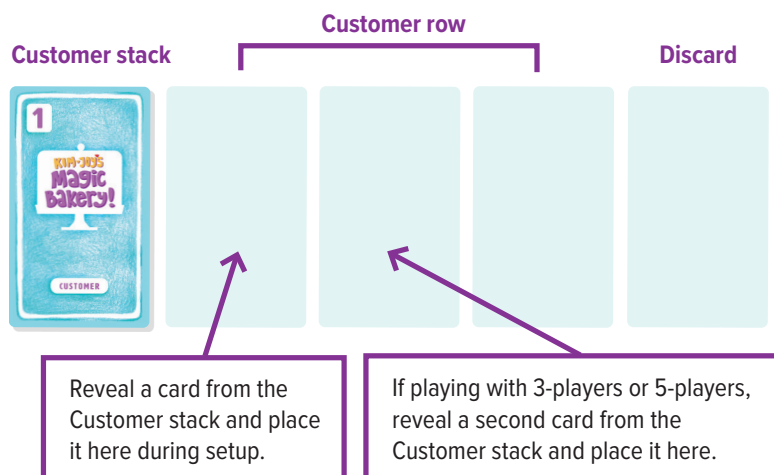 Customer row
Customer stack
Discard
1
KIM-JOY'S
Magic
Bakery!
CUSTOMER
Reveal a card from the
Customer stack and place
it here during setup.
If playing with 3-players or 5-players,
reveal a second card from the
Customer stack and place it here.